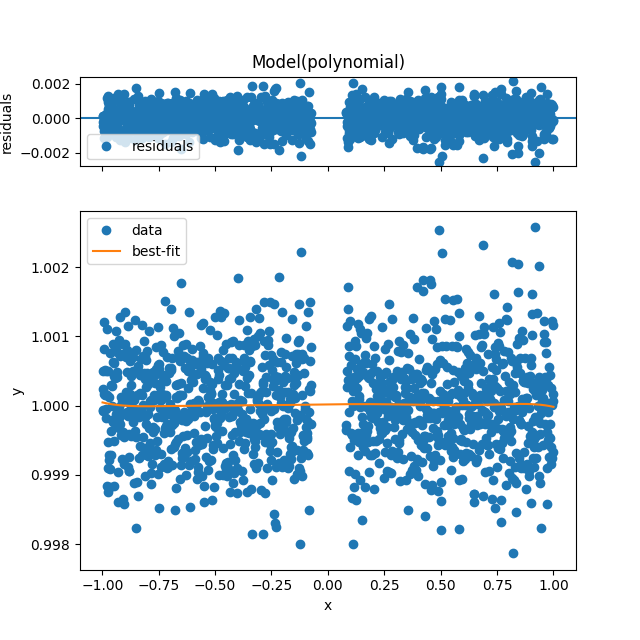 Model(polynomial)
0.002
0.000
−0.002
residuals
residuals
data
best-fit
1.002
1.001
1.000
0.999
0.998
y
−1.00 −0.75 −0.50 −0.25 0.00 0.25 0.50 0.75 1.00
x